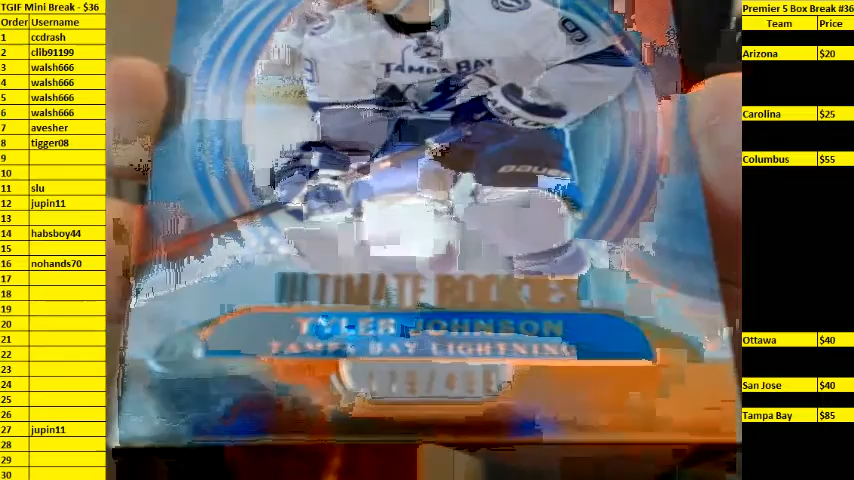 TGIF Mini Break - $36
Order Username
1 ccdrash
2 clib91199
3 walsh666
4 walsh666
5 walsh666
6 walsh666
7 avesher
8 tigger08
9
10
11 slu
12 jupin11
13
14 habsboy44
15
16 nohands70
17
18
19
20
21
22
23
24
25
26
27 jupin11
28
29
30
TAMPA BAY
9
ULTIMATE ROOKIES
TYLER JOHNSON
TAMPA BAY LIGHTNING
Premier 5 Box Break #36
Team Price
Arizona $20
Carolina $25
Columbus $55
Ottawa $40
San Jose $40
Tampa Bay $85